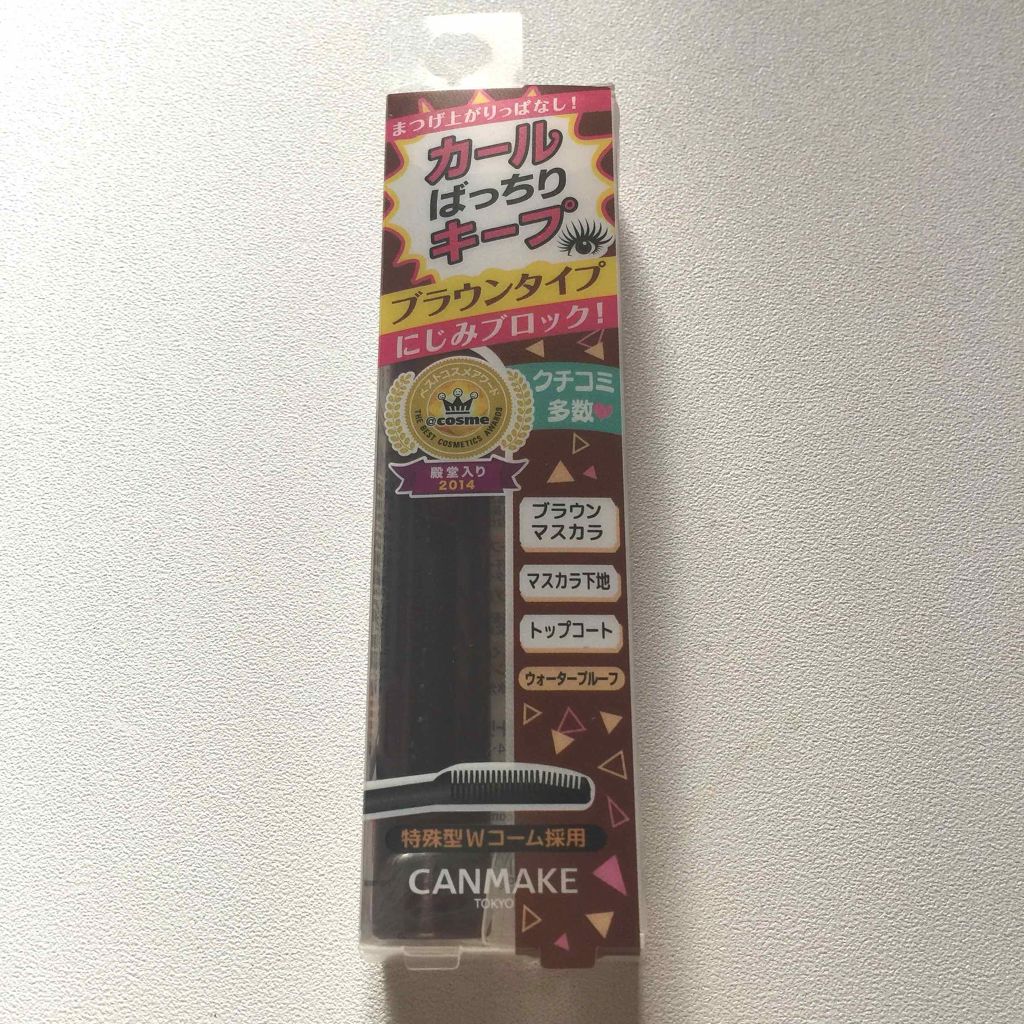 まつげ上がりっぱなし!
カール
ばっちり
キープ
ブラウンタイプ
にじみブロック!
ベストコスメアワード
@cosme
THE BEST COSMETICS AWARDS
殿堂入り
2014
クチコミ
多数
ブラウン
マスカラ
マスカラ下地
トップコート
ウォータープルーフ
特殊型Wコーム採用
CANMAKE
TOKYO